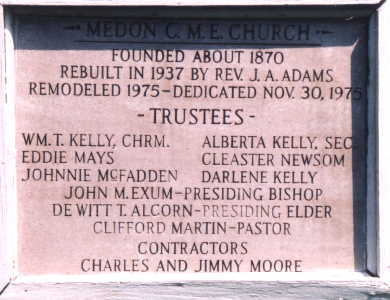 MEDON C. M. E. CHURCH
FOUNDED ABOUT 1870
REBUILT IN 1937 BY REV. J. A. ADAMS
REMODELED 1975-DEDICATED NOV. 30, 1975
- TRUSTEES -
WM. T. KELLY, CHRM. ALBERTA KELLY, SEC.
EDDIE MAYS CLEASTER NEWSOM
JOHNNIE McFADDEN DARLENE KELLY
JOHN M. EXUM-PRESIDING BISHOP
DE WITT T. ALCORN-PRESIDING ELDER
CLIFFORD MARTIN-PASTOR
CONTRACTORS
CHARLES AND JIMMY MOORE